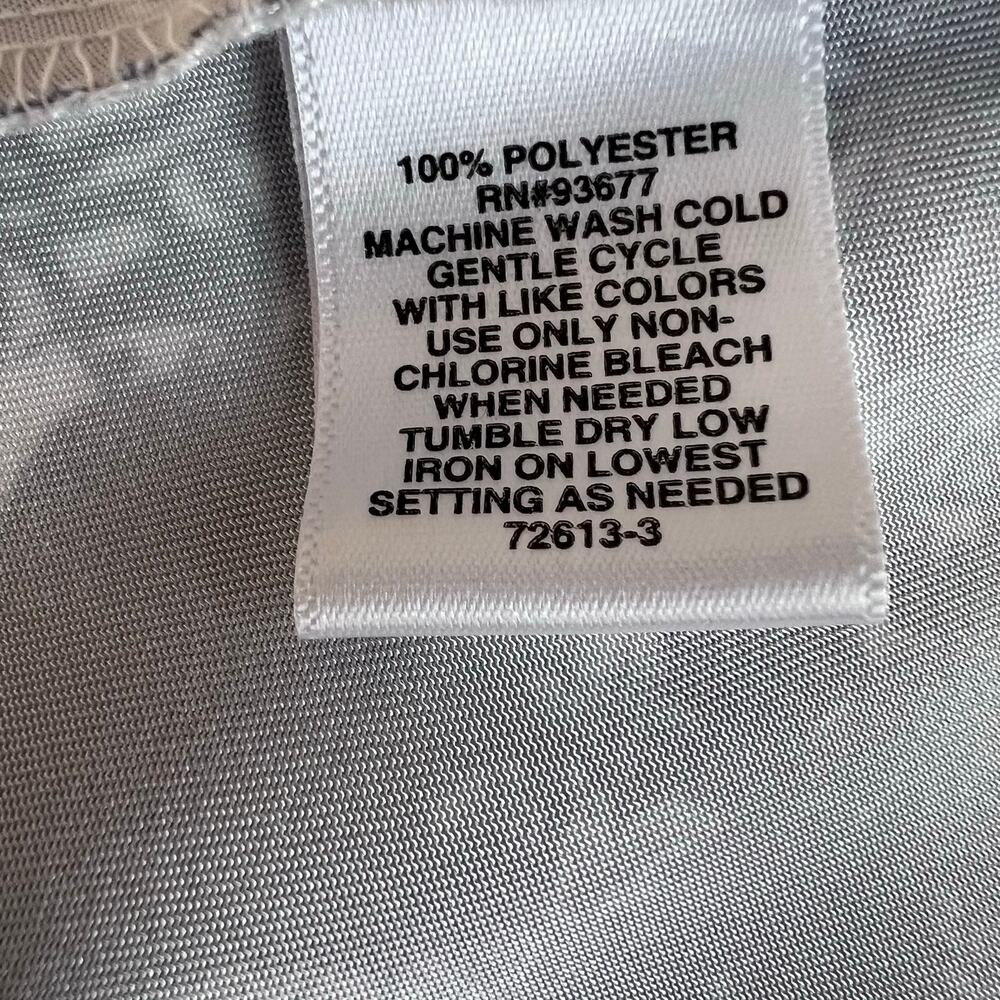 100% POLYESTER
RN#93677
MACHINE WASH COLD
GENTLE CYCLE
WITH LIKE COLORS
USE ONLY NON-
CHLORINE BLEACH
WHEN NEEDED
TUMBLE DRY LOW
IRON ON LOWEST
SETTING AS NEEDED
72613-3